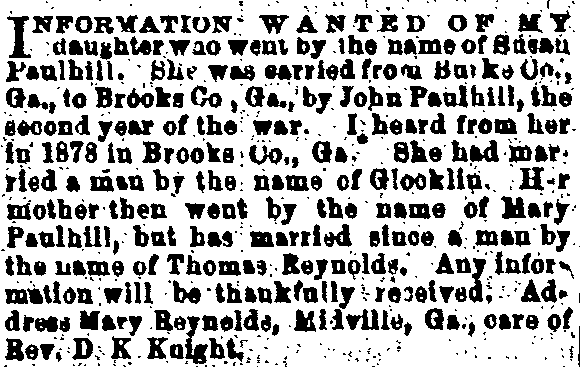 INFORMATION WANTED OF MY
daughter who went by the name of Susan
Paulhill. She was carried from Burke Co.,
Ga., to Brooks Co., Ga., by John Paulhill, the
second year of the war. I heard from her
in 1878 in Brooks Co., Ga. She had mar-
ried a man by the name of Glocklin. Her
mother then went by the name of Mary
Paulhill, but has married since a man by
the name of Thomas Reynolds. Any infor-
mation will be thankfully received. Ad-
dress Mary Reynolds, Midville, Ga., care of
Rev. D K Knight.